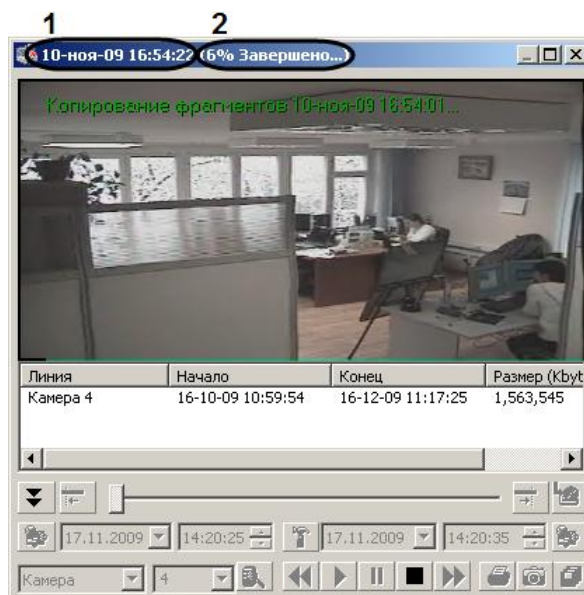 1 2
10-ноя-09 16:54:22 (6% Завершено...)
Копирование фрагментов 10-ноя-09 16:54:01...
Линия Начало Конец Размер (Kbyt
Камера 4 16-10-09 10:59:54 16-12-09 11:17:25 1,563,545
17.11.2009 14:20:25 17.11.2009 14:20:35
Камера 4